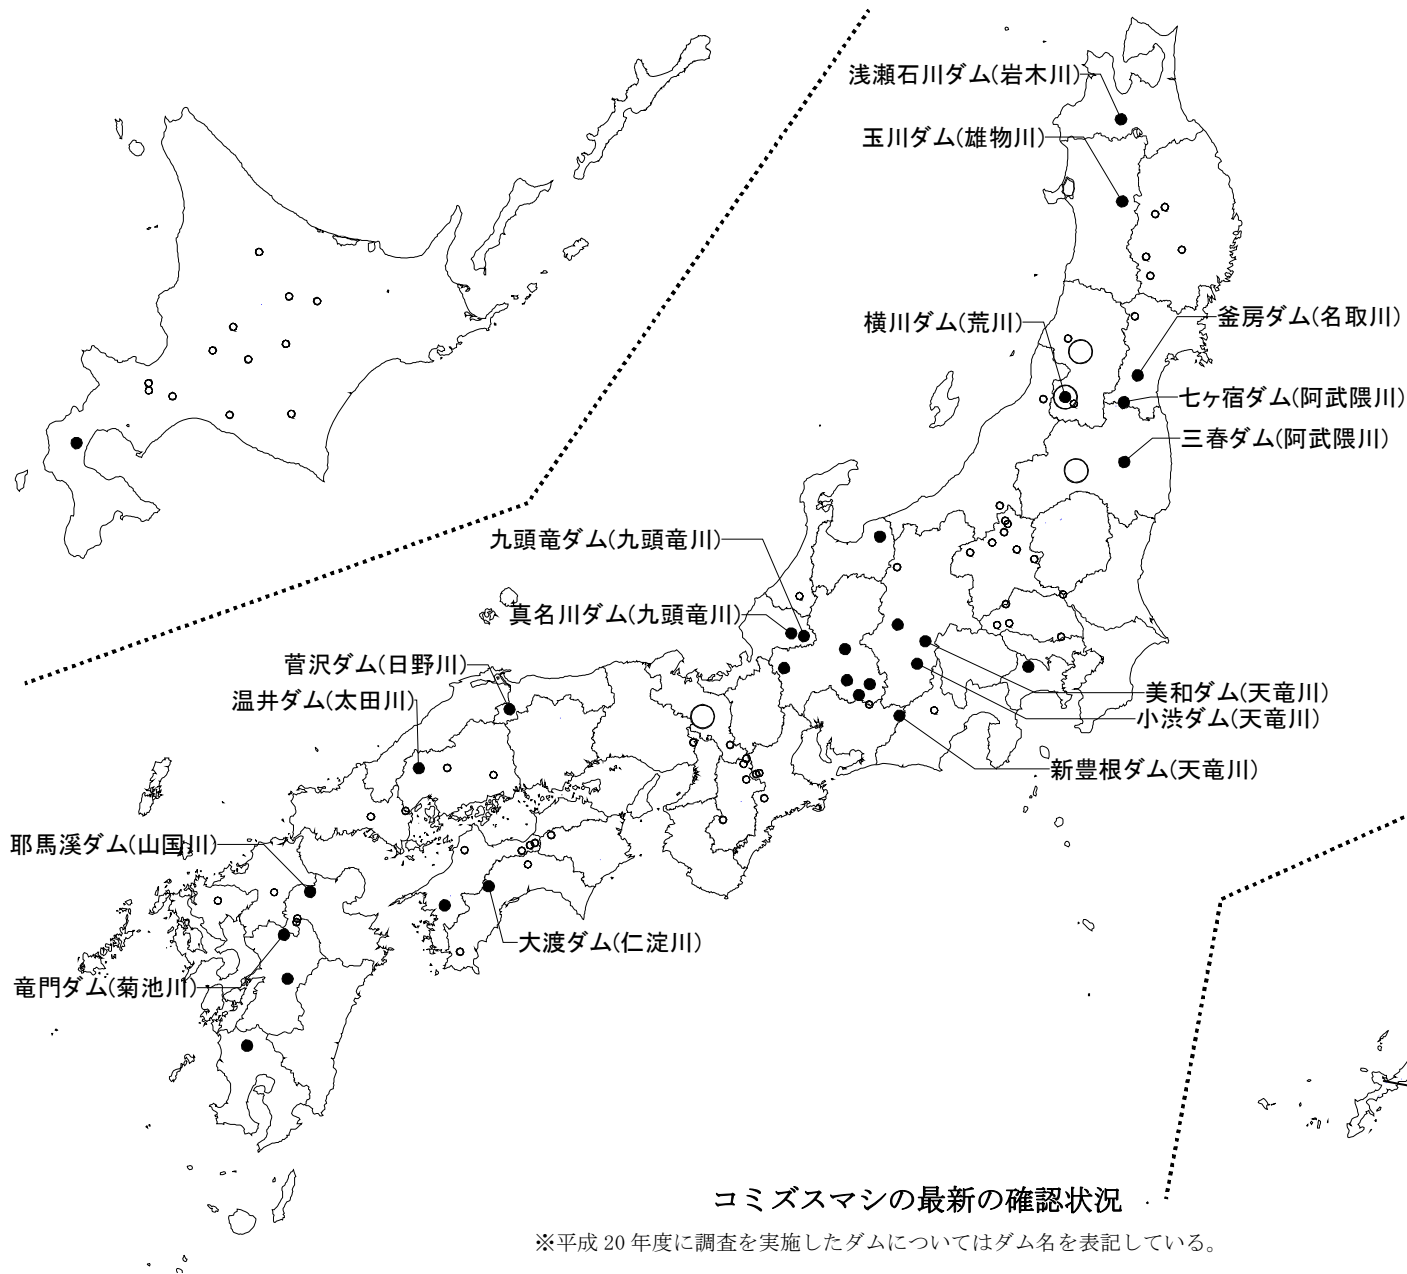 浅瀬石川ダム(岩木川)
玉川ダム(雄物川)
横川ダム(荒川)
釜房ダム(名取川)
七ヶ宿ダム(阿武隈川)
三春ダム(阿武隈川)
九頭竜ダム(九頭竜川)
真名川ダム(九頭竜川)
菅沢ダム(日野川)
温井ダム(太田川)
美和ダム(天竜川)
小渋ダム(天竜川)
新豊根ダム(天竜川)
耶馬溪ダム(山国川)
大渡ダム(仁淀川)
竜門ダム(菊池川)
コミズスマシの最新の確認状況
※平成 20 年度に調査を実施したダムについてはダム名を表記している。